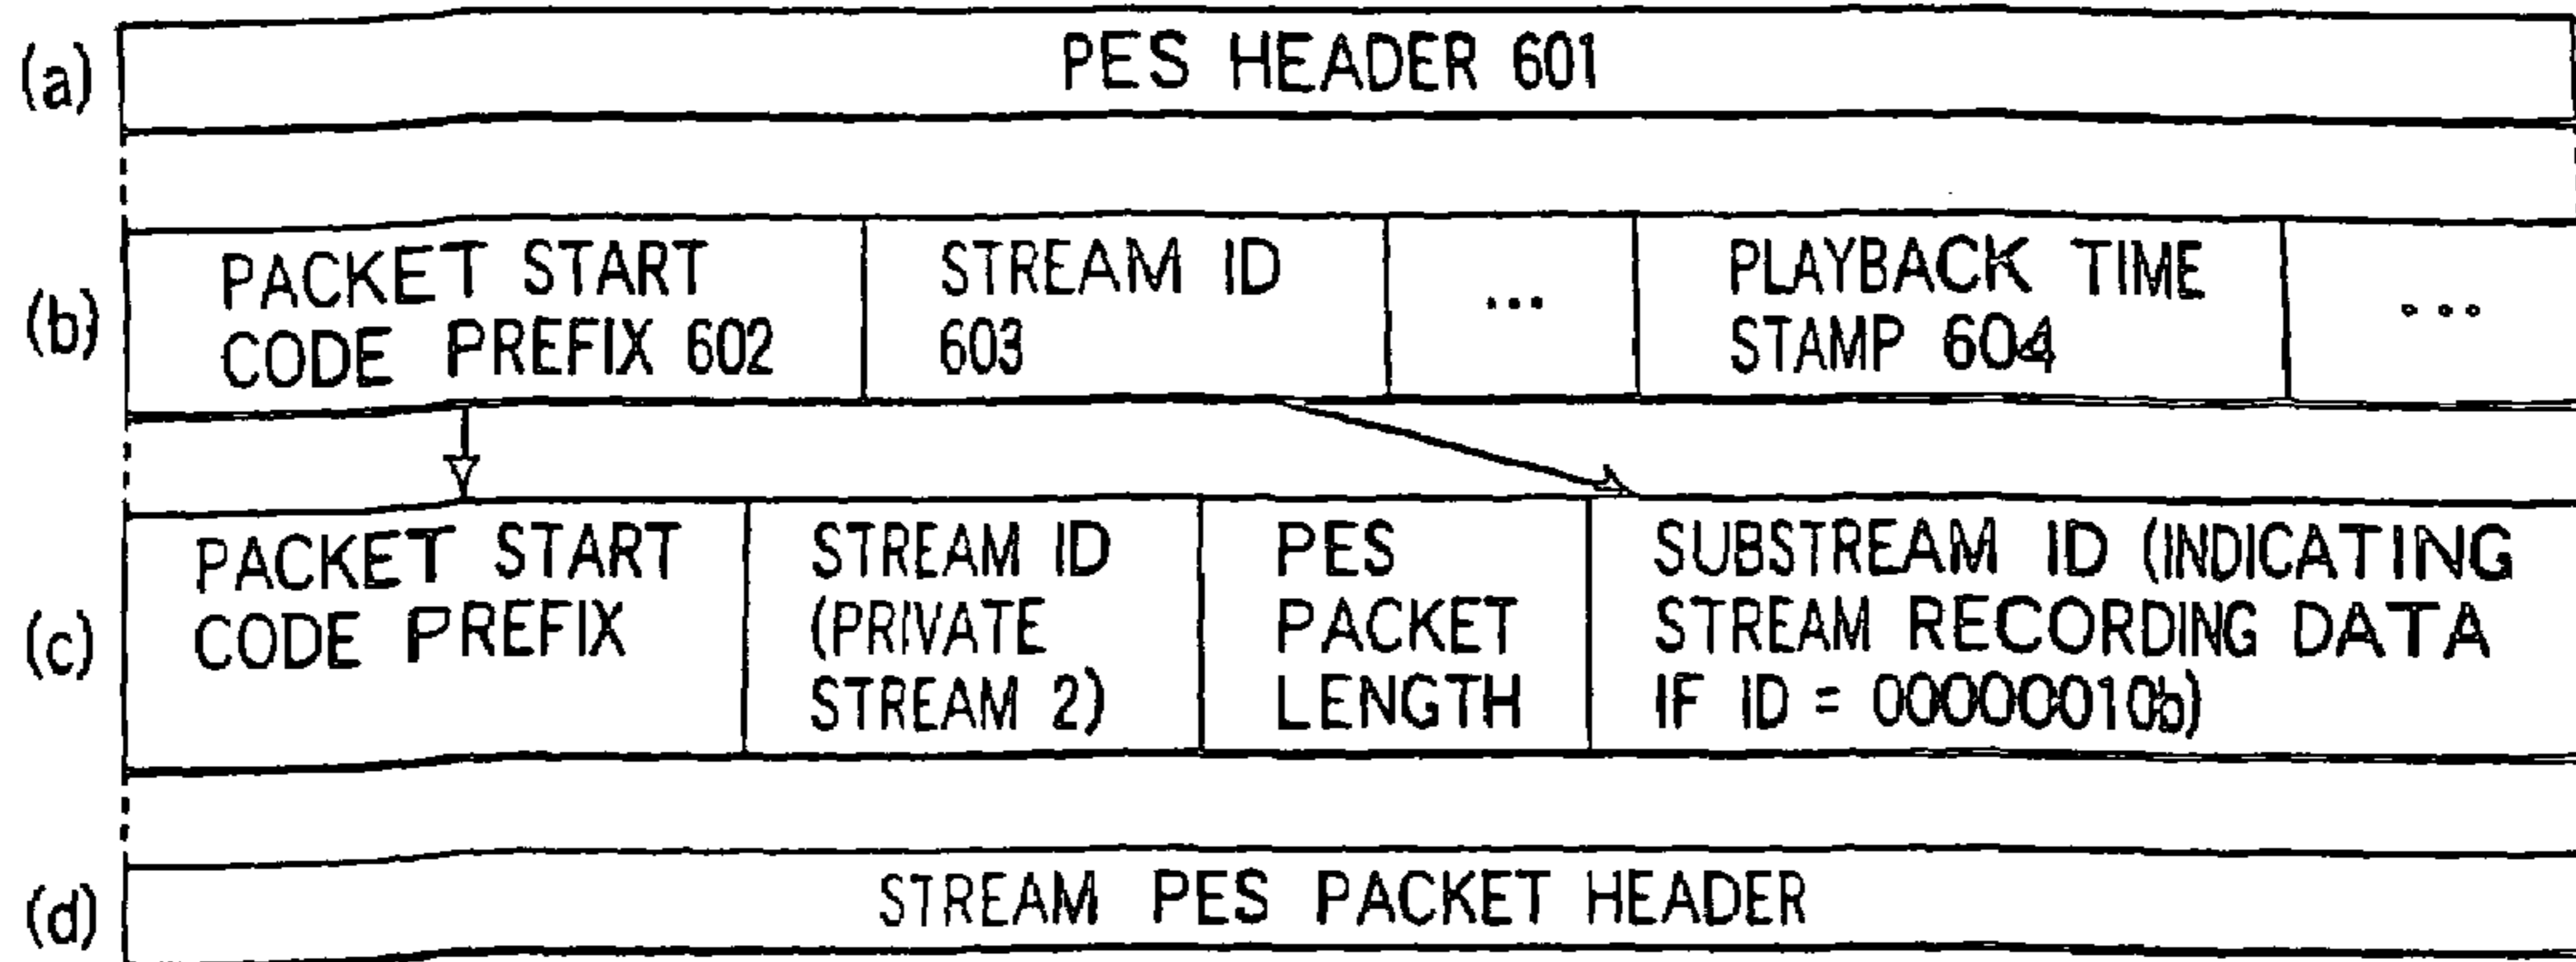 (a)
PES HEADER 601
(b)
PACKET START
CODE PREFIX 602
STREAM ID
603
...
PLAYBACK TIME
STAMP 604
...
(c)
PACKET START
CODE PREFIX
STREAM ID
(PRIVATE
STREAM 2)
PES
PACKET
LENGTH
SUBSTREAM ID (INDICATING
STREAM RECORDING DATA
IF ID = 00000010b)
(d)
STREAM PES PACKET HEADER